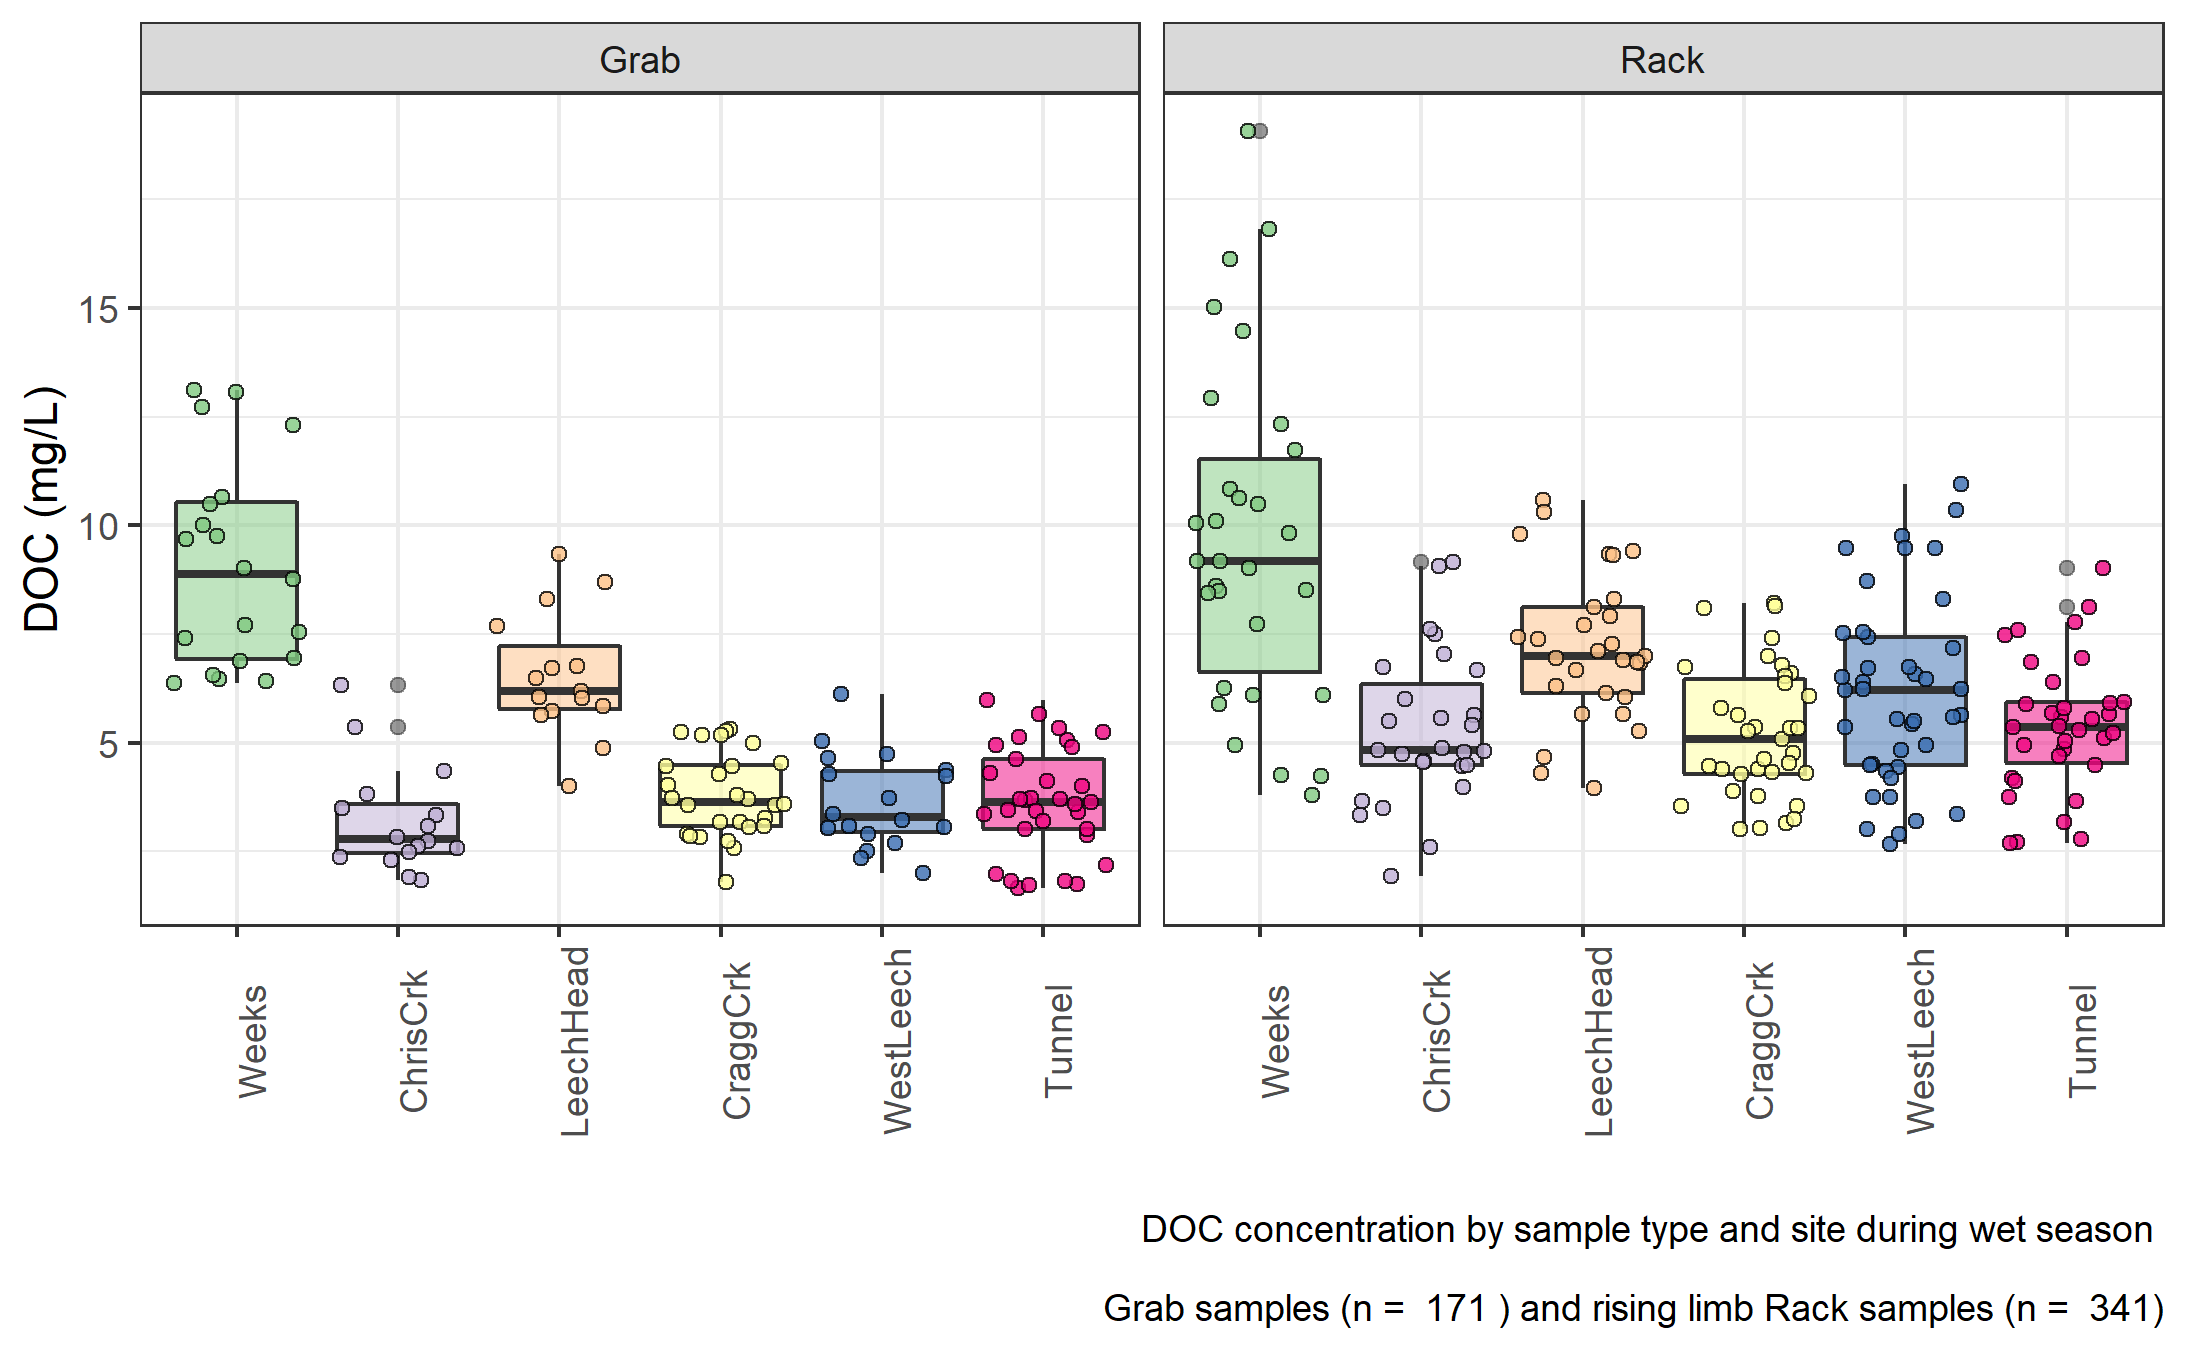 Grab
Rack
DOC (mg/L)
15
10
5
Weeks
ChrisCrk
LeechHead
CraggCrk
WestLeech
Tunnel
Weeks
ChrisCrk
LeechHead
CraggCrk
WestLeech
Tunnel
DOC concentration by sample type and site during wet season
Grab samples (n =  171 ) and rising limb Rack samples (n =  341)